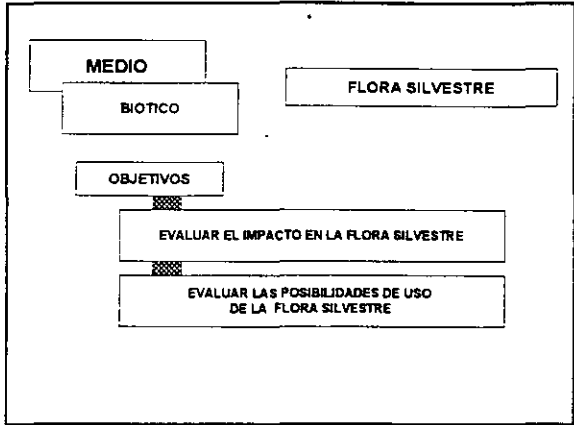 MEDIO
BIOTICO
FLORA SILVESTRE
OBJETIVOS
EVALUAR EL IMPACTO EN LA FLORA SILVESTRE
EVALUAR LAS POSIBILIDADES DE USO
DE LA FLORA SILVESTRE